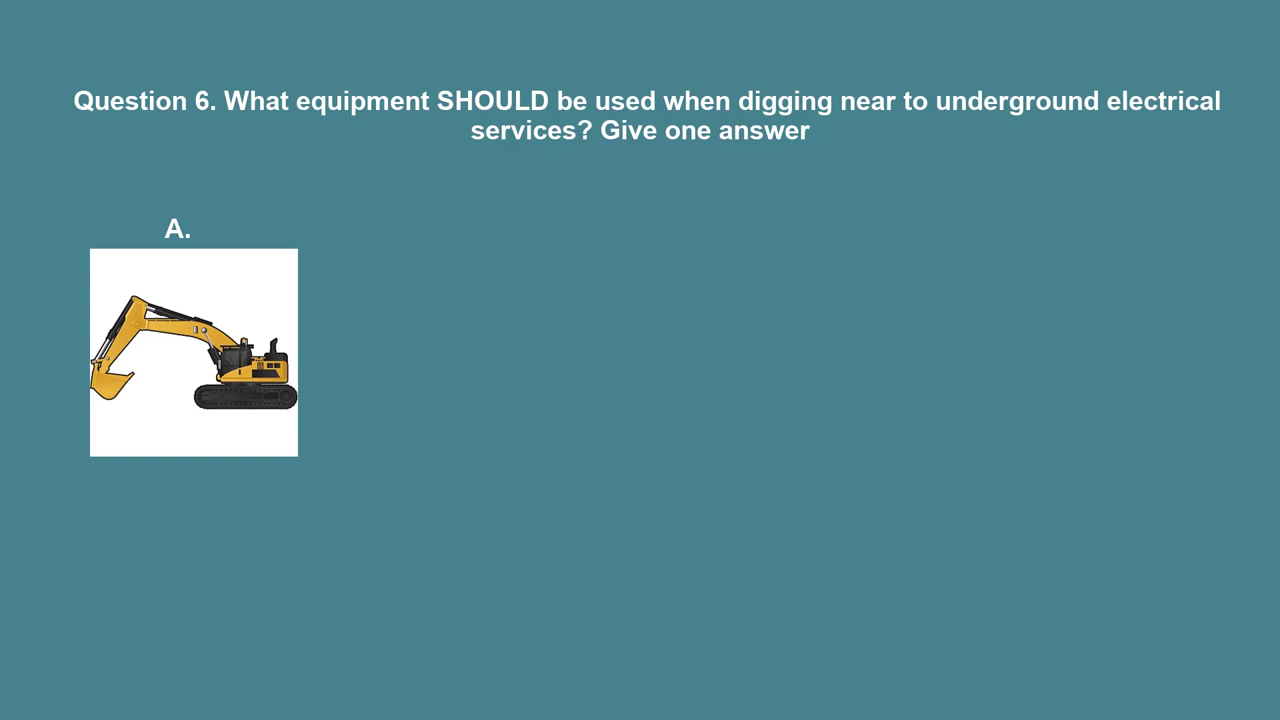 Question 6. What equipment SHOULD be used when digging near to underground electrical
services? Give one answer
A.